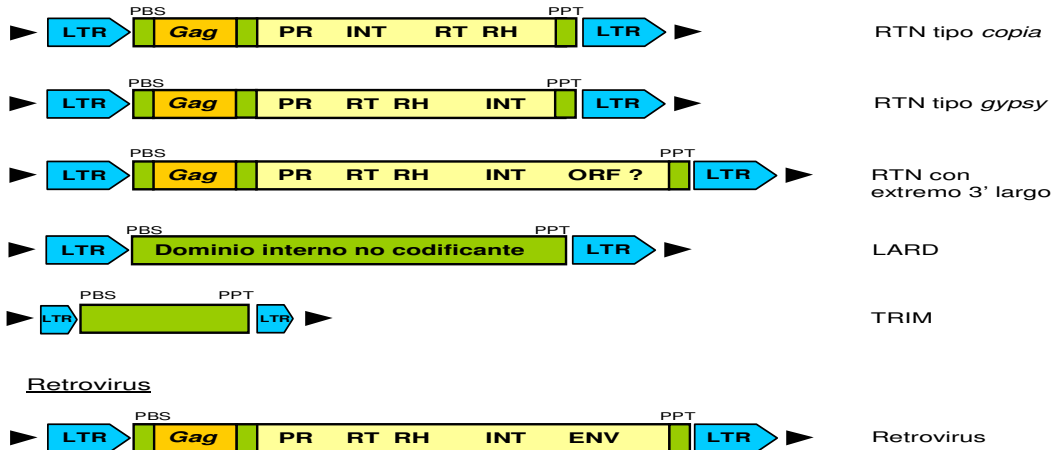 PBS PPT
LTR Gag PR INT RT RH LTR RTN tipo copia
PBS PPT
LTR Gag PR RT RH INT LTR RTN tipo gypsy
PBS PPT
LTR Gag PR RT RH INT ORF ? LTR RTN con
extremo 3' largo
PBS PPT
LTR Dominio interno no codificante LTR LARD
PBS PPT
LTR LTR TRIM
Retrovirus
PBS PPT
LTR Gag PR RT RH INT ENV LTR Retrovirus